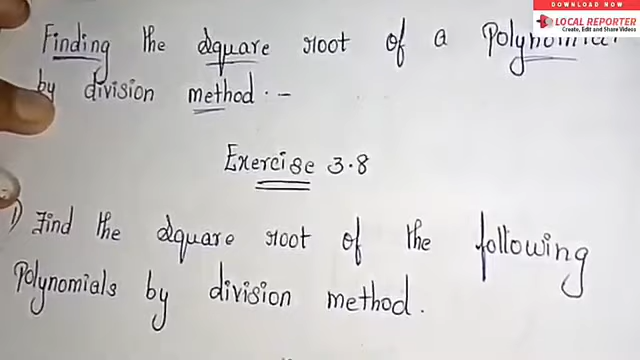 DOWNLOAD NOW
LOCAL REPORTER
Create, Edit and Share Videos
Finding the square root of a Polynomial
by division method :-
Exercise 3.8
1) Find the square root of the following
Polynomials by division method.